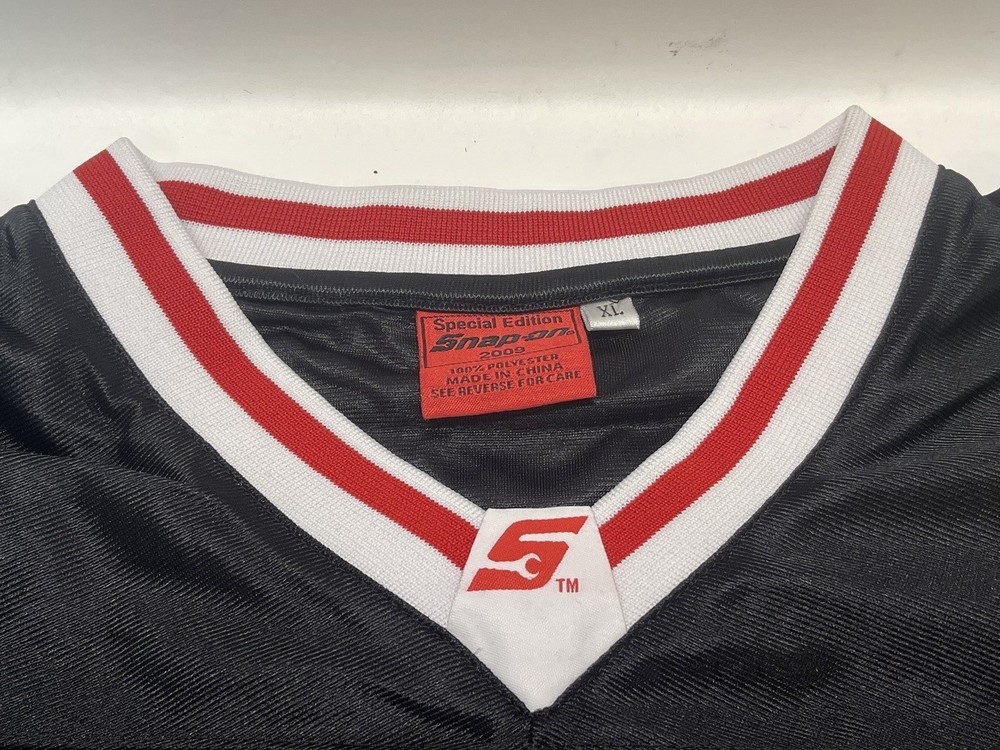 Special Edition
Snap-on®
2009
100% POLYESTER
MADE IN CHINA
SEE REVERSE FOR CARE
XL
S TM